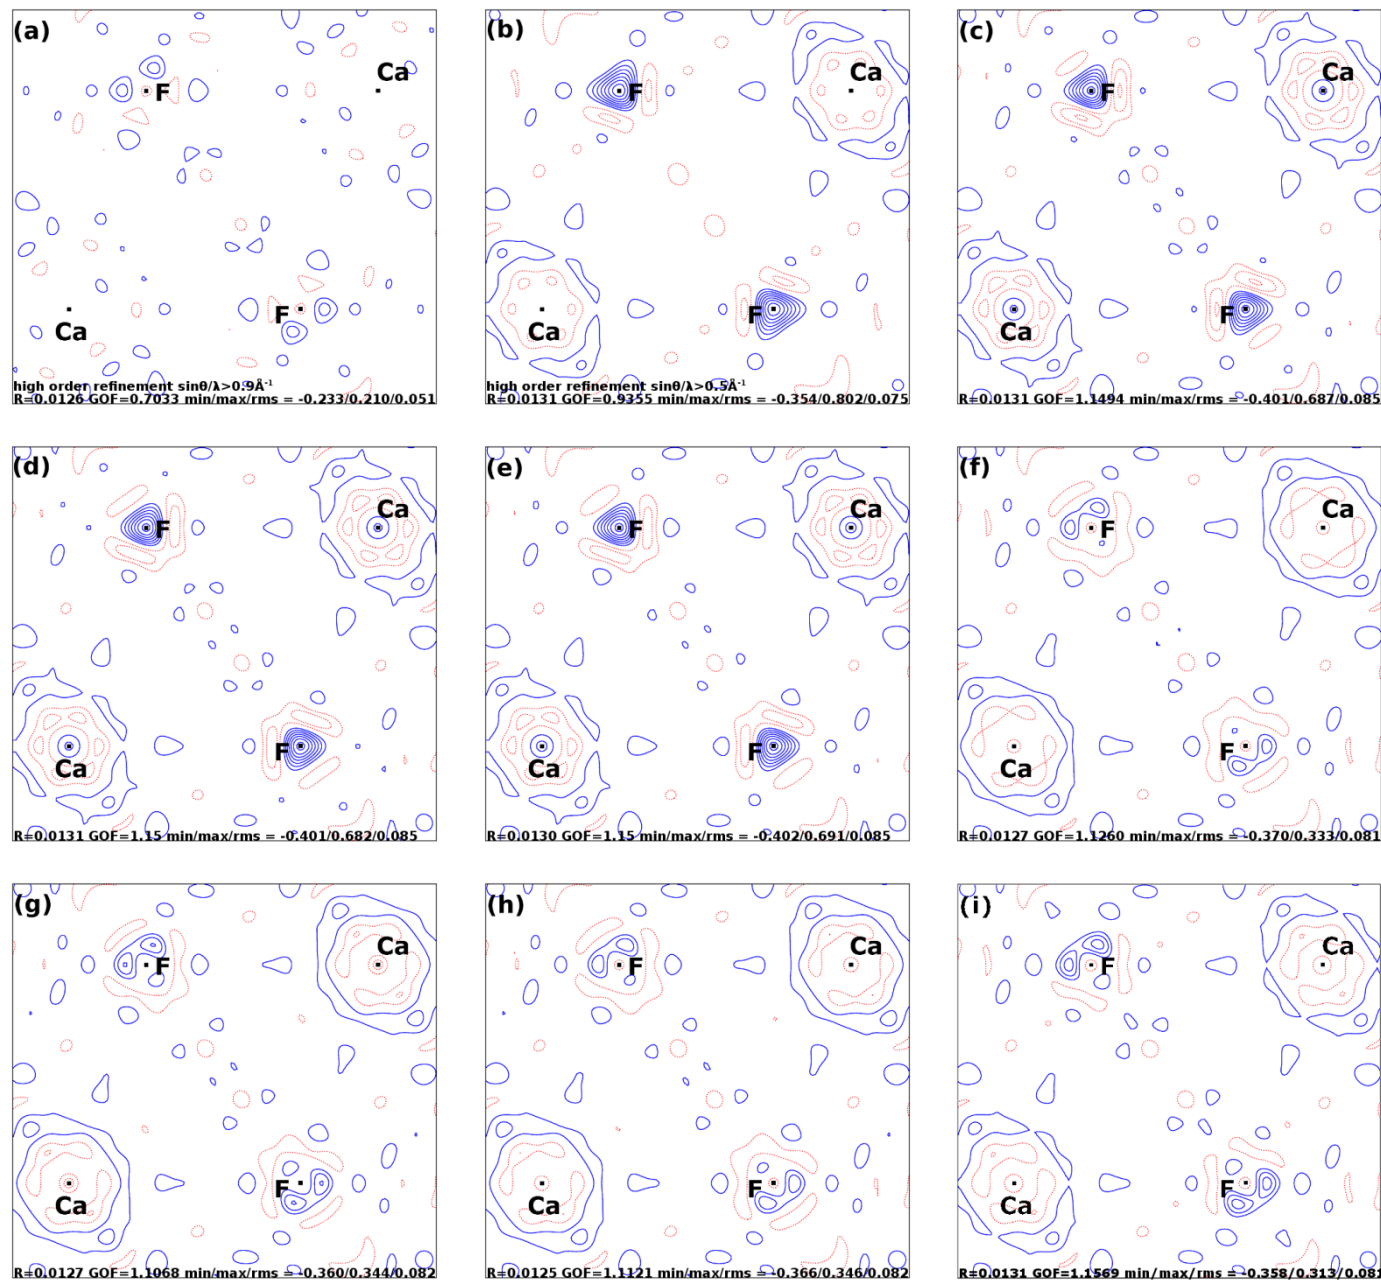 (a)
Ca
F
F
Ca
high order refinement sinθ/λ>0.9Å⁻¹
R=0.0126 GOF=0.7033 min/max/rms = -0.233/0.210/0.051
(b)
Ca
F
F
Ca
high order refinement sinθ/λ>0.5Å⁻¹
R=0.0131 GOF=0.9355 min/max/rms = -0.354/0.802/0.075
(c)
Ca
F
F
Ca
R=0.0131 GOF=1.1494 min/max/rms = -0.401/0.687/0.085
(d)
Ca
F
F
Ca
R=0.0131 GOF=1.15 min/max/rms = -0.401/0.682/0.085
(e)
Ca
F
F
Ca
R=0.0130 GOF=1.15 min/max/rms = -0.402/0.691/0.085
(f)
Ca
F
F
Ca
R=0.0127 GOF=1.1260 min/max/rms = -0.370/0.333/0.081
(g)
Ca
F
F
Ca
R=0.0127 GOF=1.1068 min/max/rms = -0.360/0.344/0.082
(h)
Ca
F
F
Ca
R=0.0125 GOF=1.1121 min/max/rms = -0.366/0.346/0.082
(i)
Ca
F
F
Ca
R=0.0131 GOF=1.1569 min/max/rms = -0.358/0.313/0.081